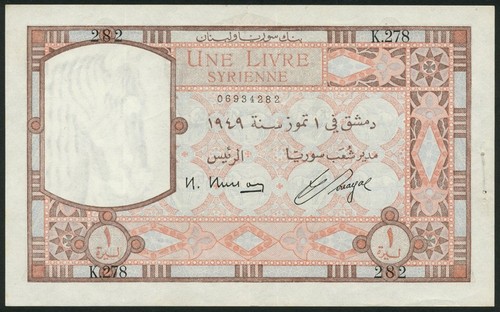 بنك سوريا ولبنان
282 K.278
UNE LIVRE
SYRIENNE
06934282
دمشق في ١ تموز سنة ١٩٤٩
مدير شعب سوريا الرئيس
١ ليرة ١ ليرة
K.278 282